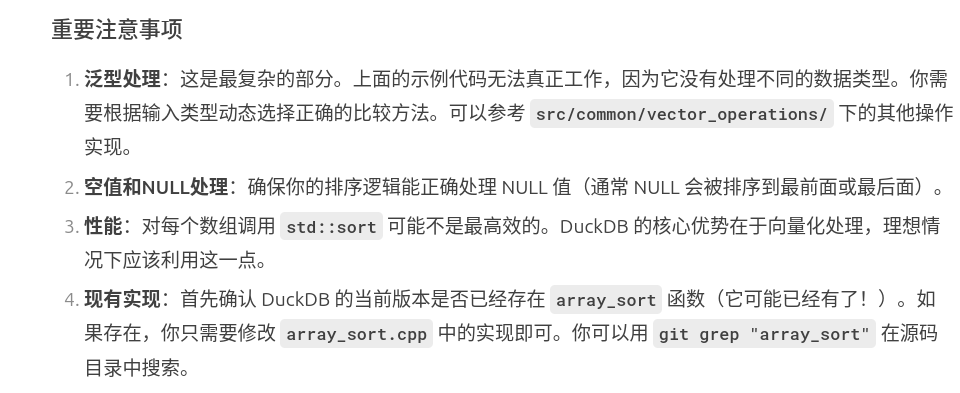 重要注意事项
1. 泛型处理：这是最复杂的部分。上面的示例代码无法真正工作，因为它没有处理不同的数据类型。你需
要根据输入类型动态选择正确的比较方法。可以参考 src/common/vector_operations/ 下的其他操作
实现。
2. 空值和NULL处理：确保你的排序逻辑能正确处理 NULL 值（通常 NULL 会被排序到最前面或最后面）。
3. 性能：对每个数组调用 std::sort 可能不是最高效的。DuckDB 的核心优势在于向量化处理，理想情
况下应该利用这一点。
4. 现有实现：首先确认 DuckDB 的当前版本是否已经存在 array_sort 函数（它可能已经有了！）。如
果存在，你只需要修改 array_sort.cpp 中的实现即可。你可以用 git grep "array_sort" 在源码
目录中搜索。